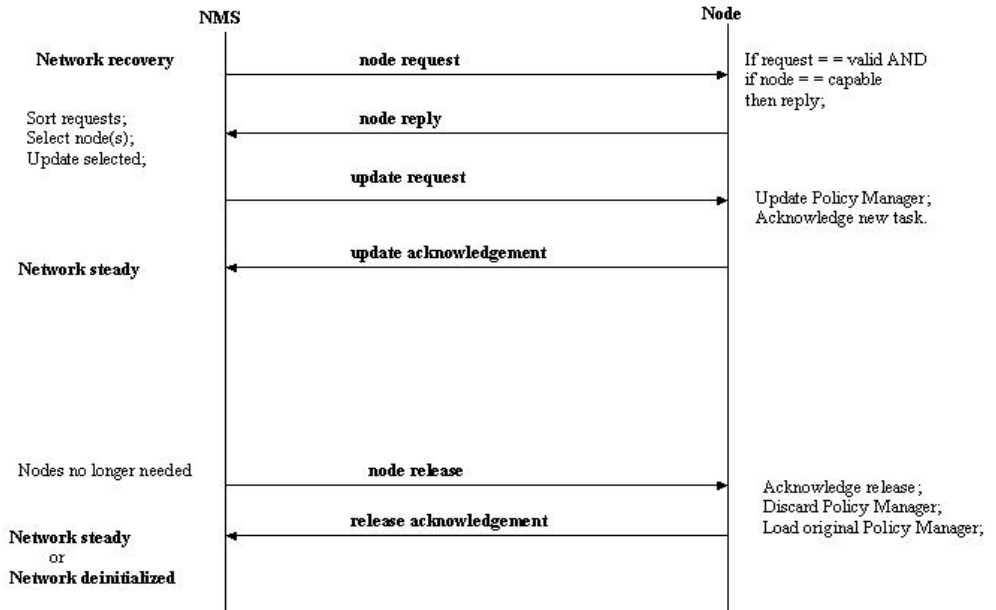 NMS
Node
Network recovery
node request
If request = = valid AND
if node = = capable
then reply;
Sort requests;
Select node(s);
Update selected;
node reply
update request
Update Policy Manager;
Acknowledge new task.
update acknowledgement
Network steady
Nodes no longer needed
node release
Acknowledge release;
Discard Policy Manager;
Load original Policy Manager;
release acknowledgement
Network steady
or
Network deinitialized